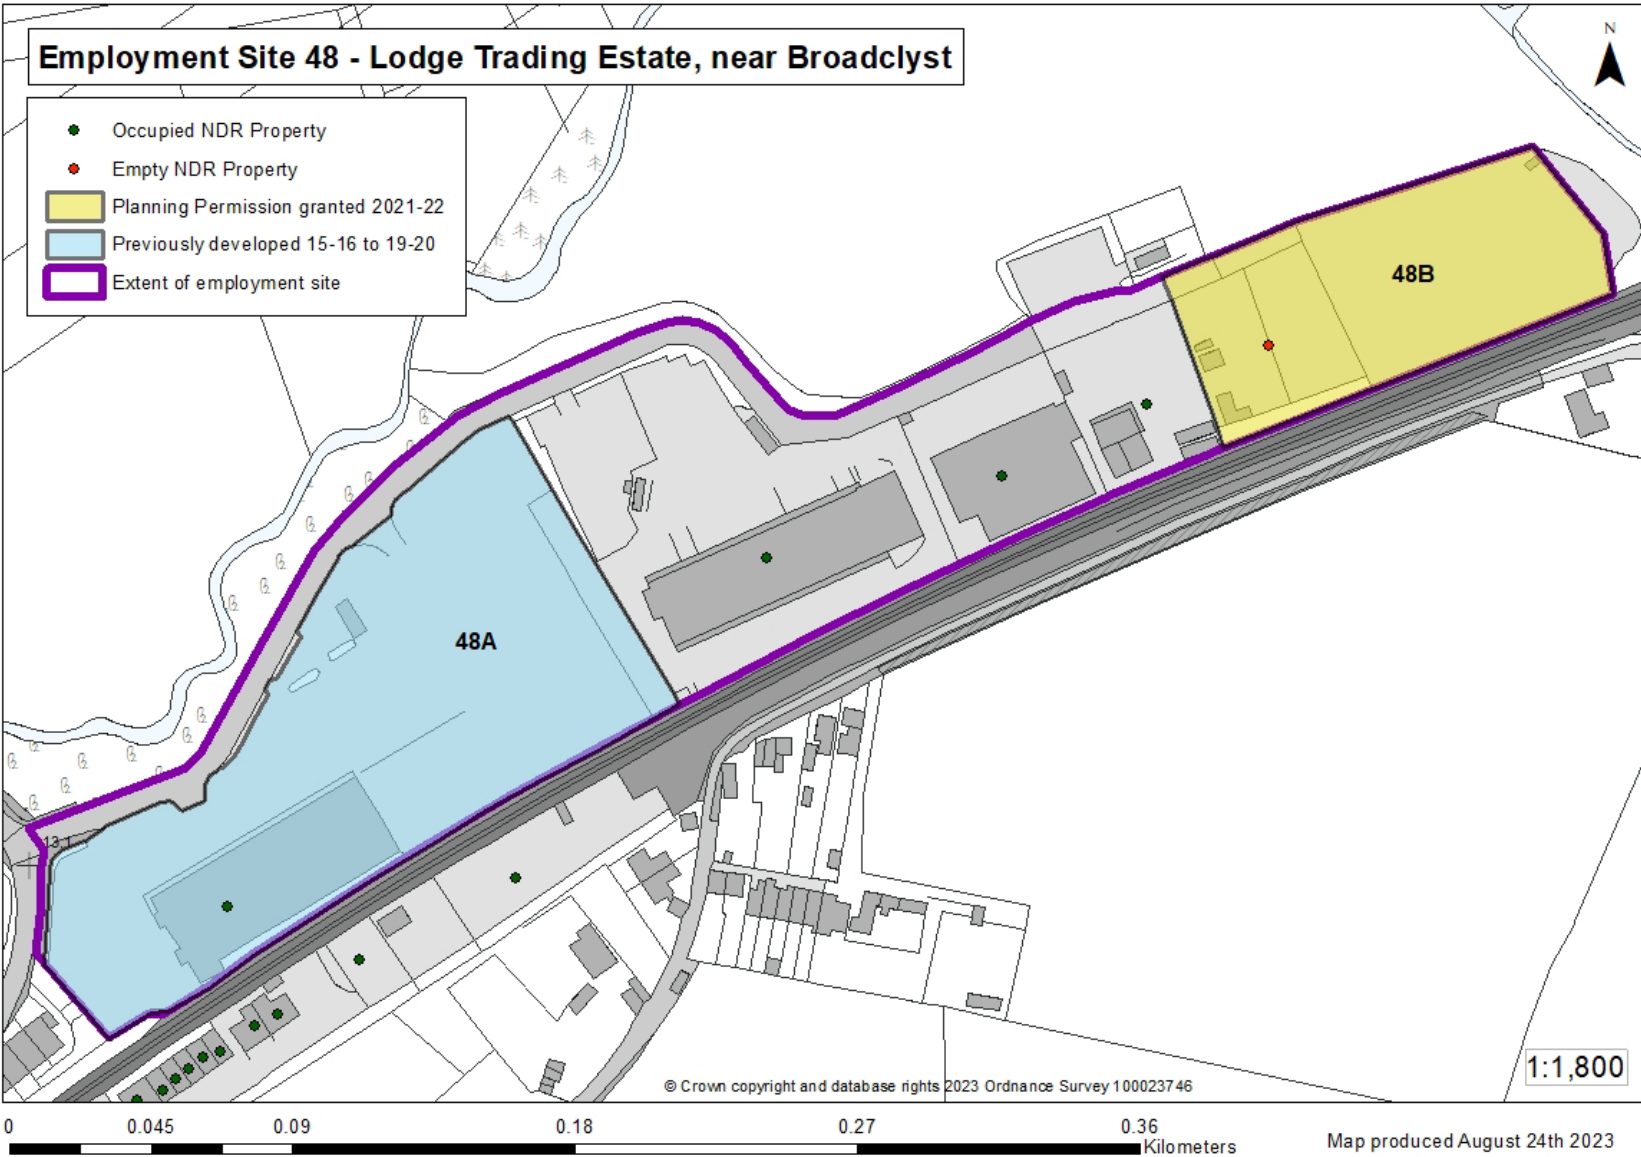 Employment Site 48 - Lodge Trading Estate, near Broadclyst
N
Occupied NDR Property
Empty NDR Property
Planning Permission granted 2021-22
Previously developed 15-16 to 19-20
Extent of employment site
48B
48A
13.1
1:1,800
© Crown copyright and database rights 2023 Ordnance Survey 100023746
0 0.045 0.09 0.18 0.27 0.36
Kilometers
Map produced August 24th 2023